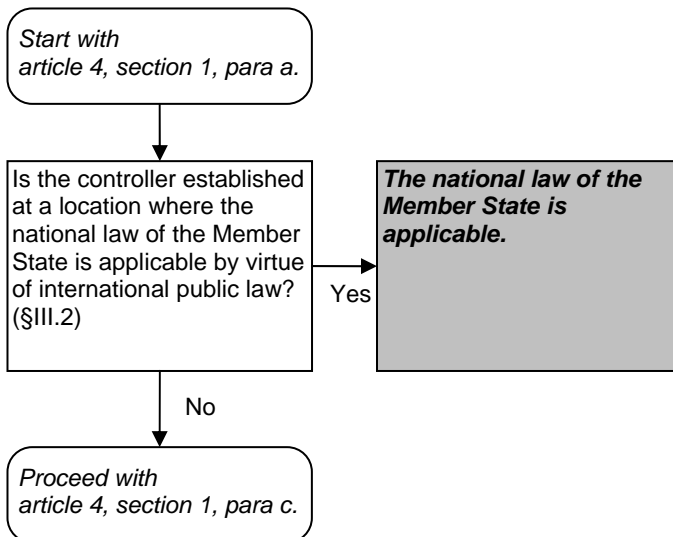 Start with
article 4, section 1, para a.
Is the controller established
at a location where the
national law of the Member
State is applicable by virtue
of international public law?
(§III.2)
The national law of the
Member State is
applicable.
Yes
No
Proceed with
article 4, section 1, para c.